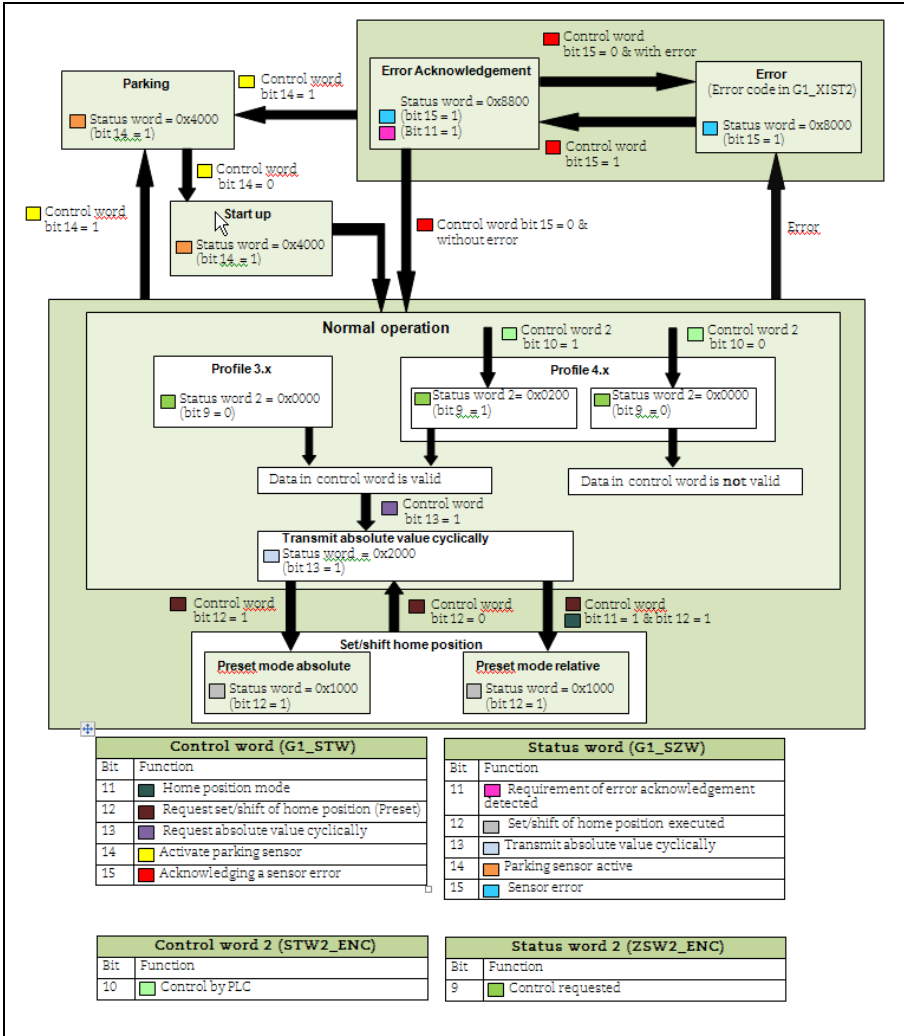 Control word
bit 15 = 0 & with error
Parking
Status word = 0x4000
(bit 14 = 1)
Control word
bit 14 = 1
Error Acknowledgement
Status word = 0x8800
(bit 15 = 1)
(Bit 11 = 1)
Error
(Error code in G1_XIST2)
Status word = 0x8000
(bit 15 = 1)
Control word
bit 15 = 1
Control word
bit 14 = 0
Control word
bit 14 = 1
Start up
Status word = 0x4000
(bit 14 = 1)
Control word bit 15 = 0 &
without error
Error
Normal operation
Control word 2
bit 10 = 1
Control word 2
bit 10 = 0
Profile 3.x
Status word 2 = 0x0000
(bit 9 = 0)
Profile 4.x
Status word 2= 0x0200
(bit 9 = 1)
Status word 2= 0x0000
(bit 9 = 0)
Data in control word is valid
Data in control word is not valid
Control word
bit 13 = 1
Transmit absolute value cyclically
Status word = 0x2000
(bit 13 = 1)
Control word
bit 12 = 1
Control word
bit 12 = 0
Control word
bit 11 = 1 & bit 12 = 1
Set/shift home position
Preset mode absolute
Status word = 0x1000
(bit 12 = 1)
Preset mode relative
Status word = 0x1000
(bit 12 = 1)
Control word (G1_STW)
Bit Function
11 Home position mode
12 Request set/shift of home position (Preset)
13 Request absolute value cyclically
14 Activate parking sensor
15 Acknowledging a sensor error
Status word (G1_SZW)
Bit Function
11 Requirement of error acknowledgement
detected
12 Set/shift of home position executed
13 Transmit absolute value cyclically
14 Parking sensor active
15 Sensor error
Control word 2 (STW2_ENC)
Bit Function
10 Control by PLC
Status word 2 (ZSW2_ENC)
Bit Function
9 Control requested